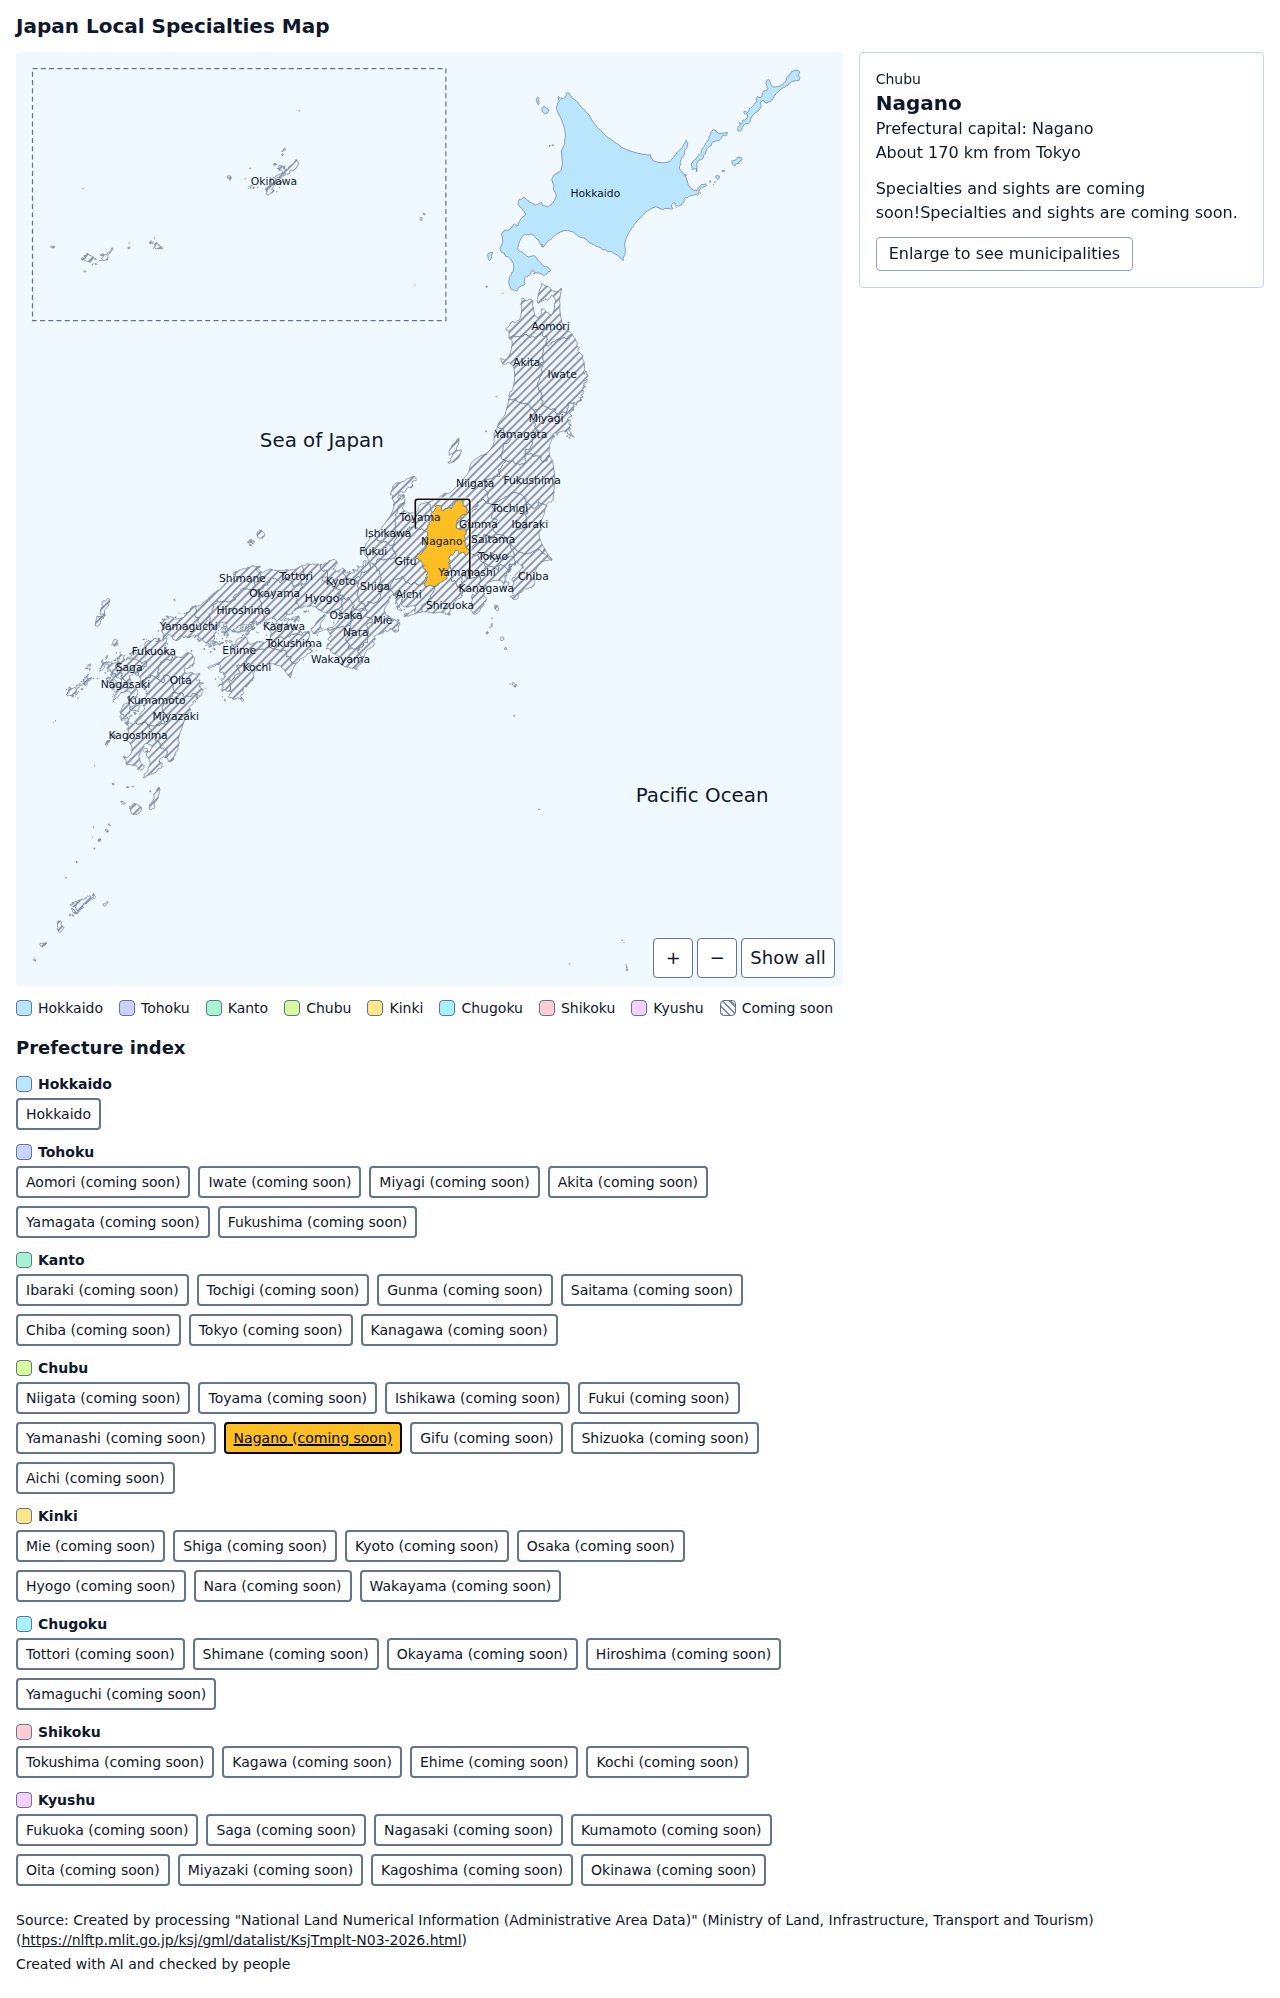 Japan Local Specialties Map
Okinawa
Hokkaido
Aomori
Akita
Iwate
Miyagi
Yamagata
Sea of Japan
Niigata
Fukushima
Tochigi
Toyama
Gunma
Ibaraki
Ishikawa
Nagano
Saitama
Fukui
Tokyo
Gifu
Yamanashi
Chiba
Shimane
Tottori
Kyoto
Shiga
Kanagawa
Okayama
Hyogo
Aichi
Shizuoka
Hiroshima
Osaka
Mie
Yamaguchi
Kagawa
Nara
Tokushima
Fukuoka
Ehime
Wakayama
Saga
Kochi
Nagasaki
Oita
Kumamoto
Miyazaki
Kagoshima
Pacific Ocean
+ − Show all
Chubu
Nagano
Prefectural capital: Nagano
About 170 km from Tokyo
Specialties and sights are coming
soon!Specialties and sights are coming soon.
Enlarge to see municipalities
Hokkaido Tohoku Kanto Chubu Kinki Chugoku Shikoku Kyushu Coming soon
Prefecture index
Hokkaido
Hokkaido
Tohoku
Aomori (coming soon) Iwate (coming soon) Miyagi (coming soon) Akita (coming soon)
Yamagata (coming soon) Fukushima (coming soon)
Kanto
Ibaraki (coming soon) Tochigi (coming soon) Gunma (coming soon) Saitama (coming soon)
Chiba (coming soon) Tokyo (coming soon) Kanagawa (coming soon)
Chubu
Niigata (coming soon) Toyama (coming soon) Ishikawa (coming soon) Fukui (coming soon)
Yamanashi (coming soon) Nagano (coming soon) Gifu (coming soon) Shizuoka (coming soon)
Aichi (coming soon)
Kinki
Mie (coming soon) Shiga (coming soon) Kyoto (coming soon) Osaka (coming soon)
Hyogo (coming soon) Nara (coming soon) Wakayama (coming soon)
Chugoku
Tottori (coming soon) Shimane (coming soon) Okayama (coming soon) Hiroshima (coming soon)
Yamaguchi (coming soon)
Shikoku
Tokushima (coming soon) Kagawa (coming soon) Ehime (coming soon) Kochi (coming soon)
Kyushu
Fukuoka (coming soon) Saga (coming soon) Nagasaki (coming soon) Kumamoto (coming soon)
Oita (coming soon) Miyazaki (coming soon) Kagoshima (coming soon) Okinawa (coming soon)
Source: Created by processing "National Land Numerical Information (Administrative Area Data)" (Ministry of Land, Infrastructure, Transport and Tourism)
(https://nlftp.mlit.go.jp/ksj/gml/datalist/KsjTmplt-N03-2026.html)
Created with AI and checked by people